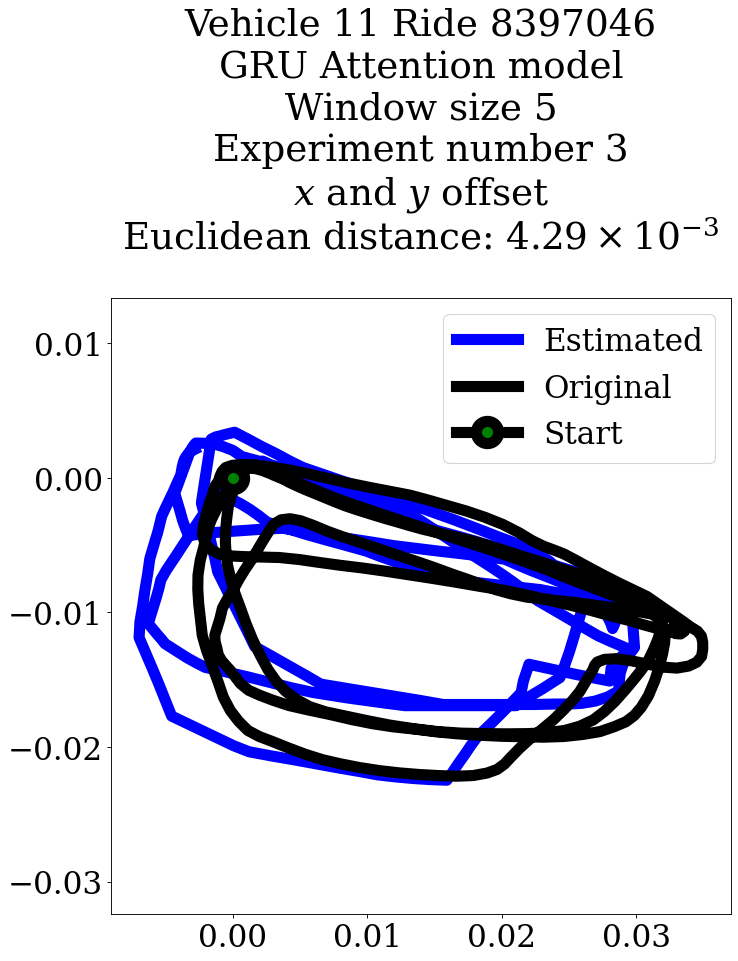 Vehicle 11 Ride 8397046
GRU Attention model
Window size 5
Experiment number 3
x and y offset
Euclidean distance: 4.29 × 10⁻³
Estimated
Original
Start
0.01
0.00
−0.01
−0.02
−0.03
0.00 0.01 0.02 0.03